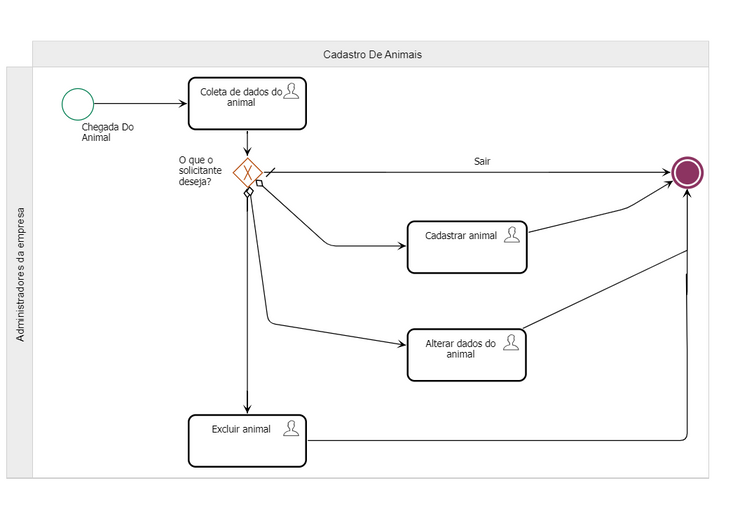 Cadastro De Animais
Administradores da empresa
Coleta de dados do
animal
Chegada Do
Animal
O que o
solicitante
deseja?
Sair
Cadastrar animal
Alterar dados do
animal
Excluir animal